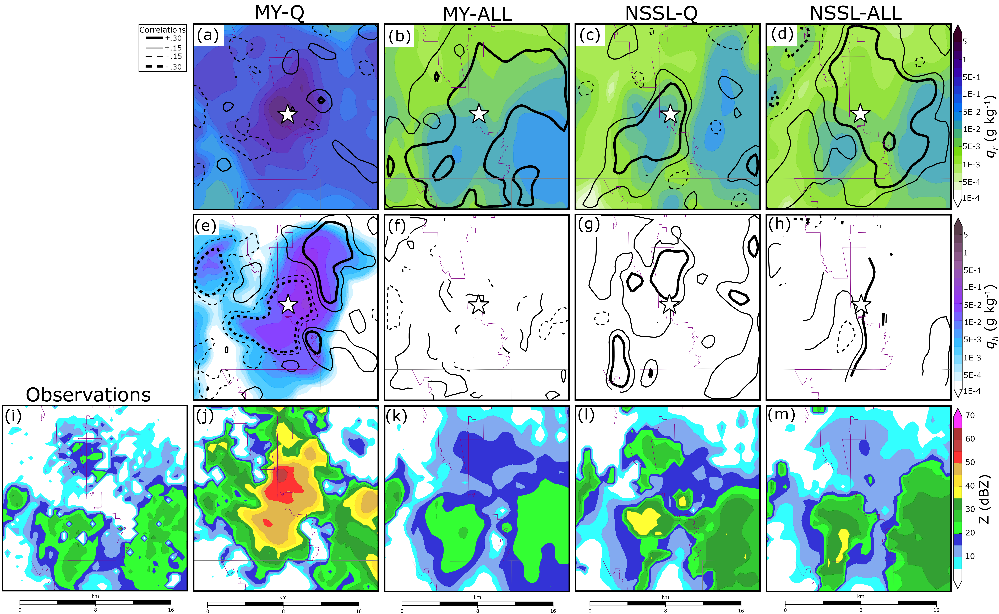 MY-Q MY-ALL NSSL-Q NSSL-ALL
Correlations
+.30
+.15
-.15
-.30
(a) (b) (c) (d)
5
1
5E-1
1E-1
5E-2
1E-2
5E-3
1E-3
5E-4
1E-4
qr (g kg-1)
(e) (f) (g) (h)
5
1
5E-1
1E-1
5E-2
1E-2
5E-3
1E-3
5E-4
1E-4
qh (g kg-1)
Observations
(i) (j) (k) (l) (m)
70
60
50
40
30
20
10
Z (dBZ)
km km km km km
0 8 16 0 8 16 0 8 16 0 8 16 0 8 16